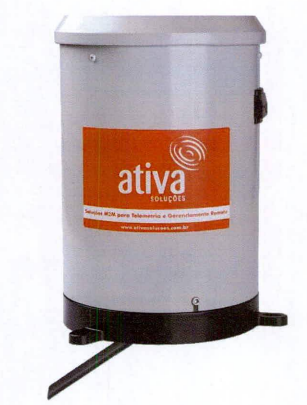 ativa
SOLUÇÕES
Soluções M2M para Telemetria e Gerenciamento Remoto
www.ativasolucoes.com.br